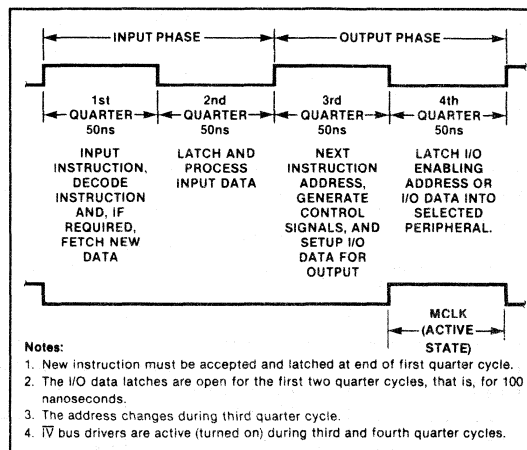 INPUT PHASE
OUTPUT PHASE
1st
QUARTER
50ns
2nd
QUARTER
50ns
3rd
QUARTER
50ns
4th
QUARTER
50ns
INPUT
INSTRUCTION,
DECODE
INSTRUCTION
AND, IF
REQUIRED,
FETCH NEW
DATA
LATCH AND
PROCESS
INPUT DATA
NEXT
INSTRUCTION
ADDRESS,
GENERATE
CONTROL
SIGNALS, AND
SETUP I/O
DATA FOR
OUTPUT
LATCH I/O
ENABLING
ADDRESS OR
I/O DATA INTO
SELECTED
PERIPHERAL.
MCLK
(ACTIVE
STATE)
Notes:
1. New instruction must be accepted and latched at end of first quarter cycle.
2. The I/O data latches are open for the first two quarter cycles, that is, for 100
nanoseconds.
3. The address changes during third quarter cycle.
4. I̅V̅ bus drivers are active (turned on) during third and fourth quarter cycles.